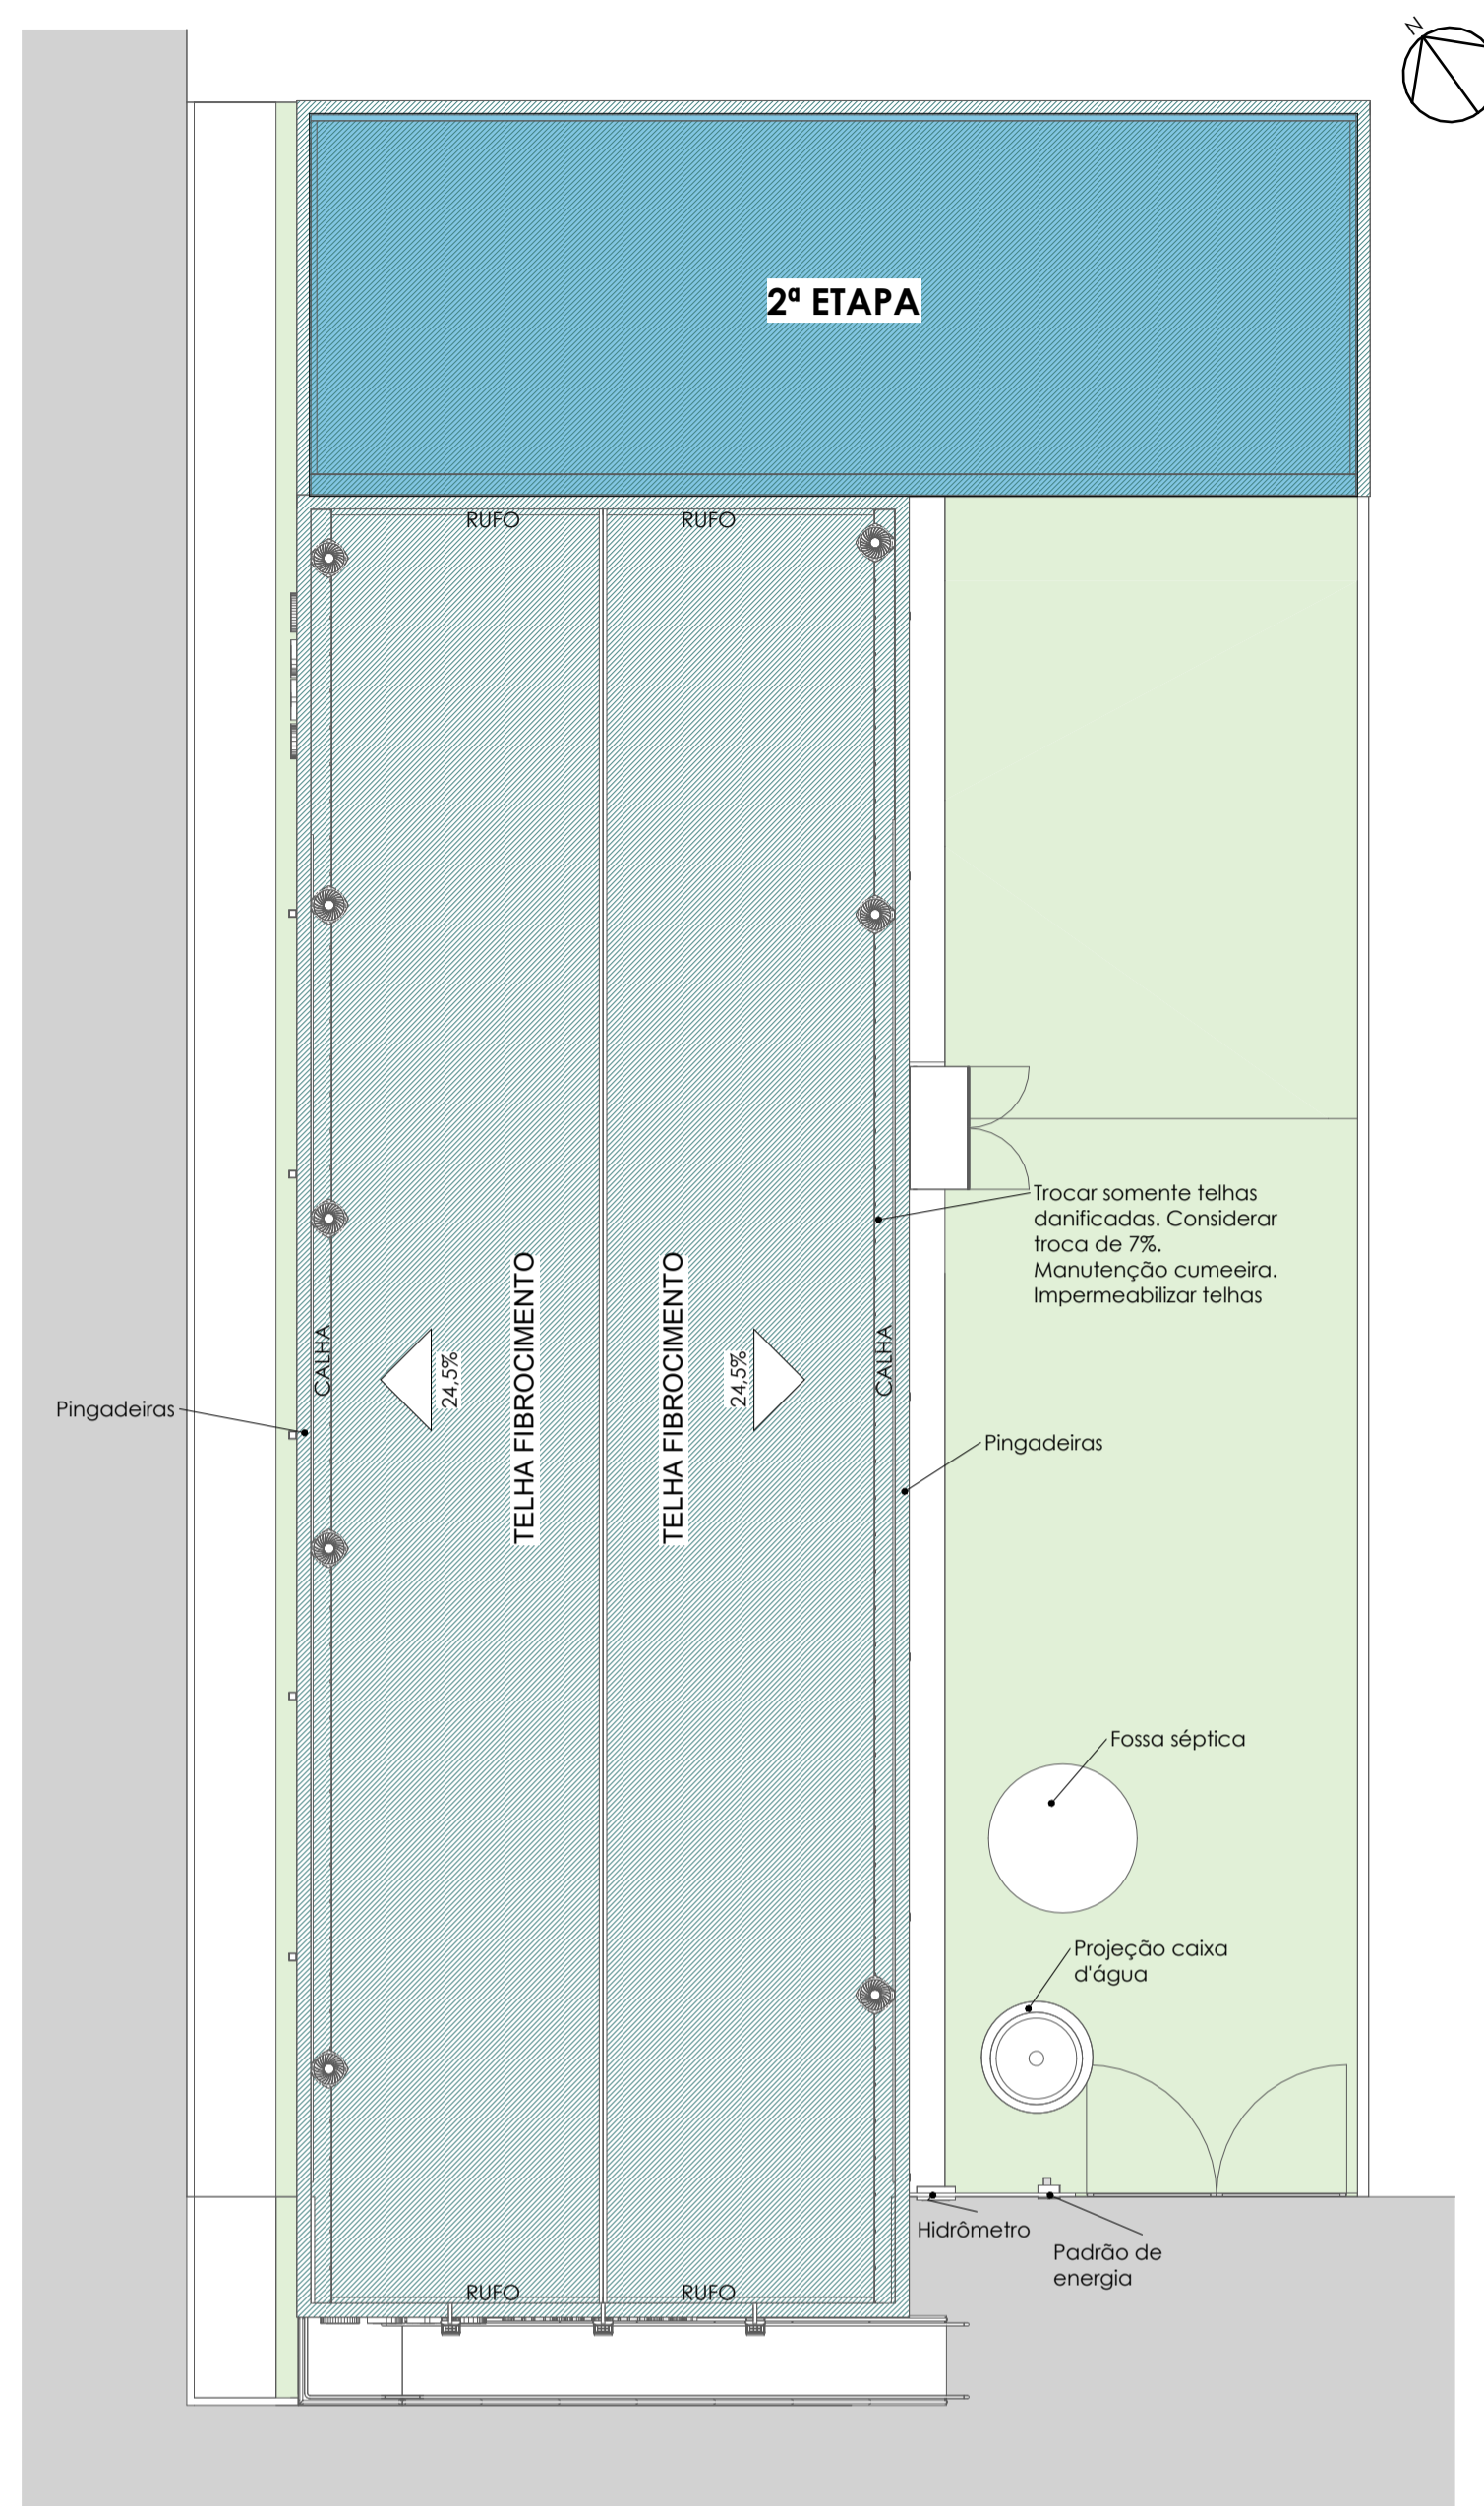 N
2ª ETAPA
RUFO
RUFO
Trocar somente telhas
danificadas. Considerar
troca de 7%.
Manutenção cumeeira.
Impermeabilizar telhas
CALHA
24,5%
TELHA FIBROCIMENTO
TELHA FIBROCIMENTO
24,5%
CALHA
Pingadeiras
Pingadeiras
Fossa séptica
Projeção caixa
d'água
Hidrômetro
Padrão de
energia
RUFO
RUFO